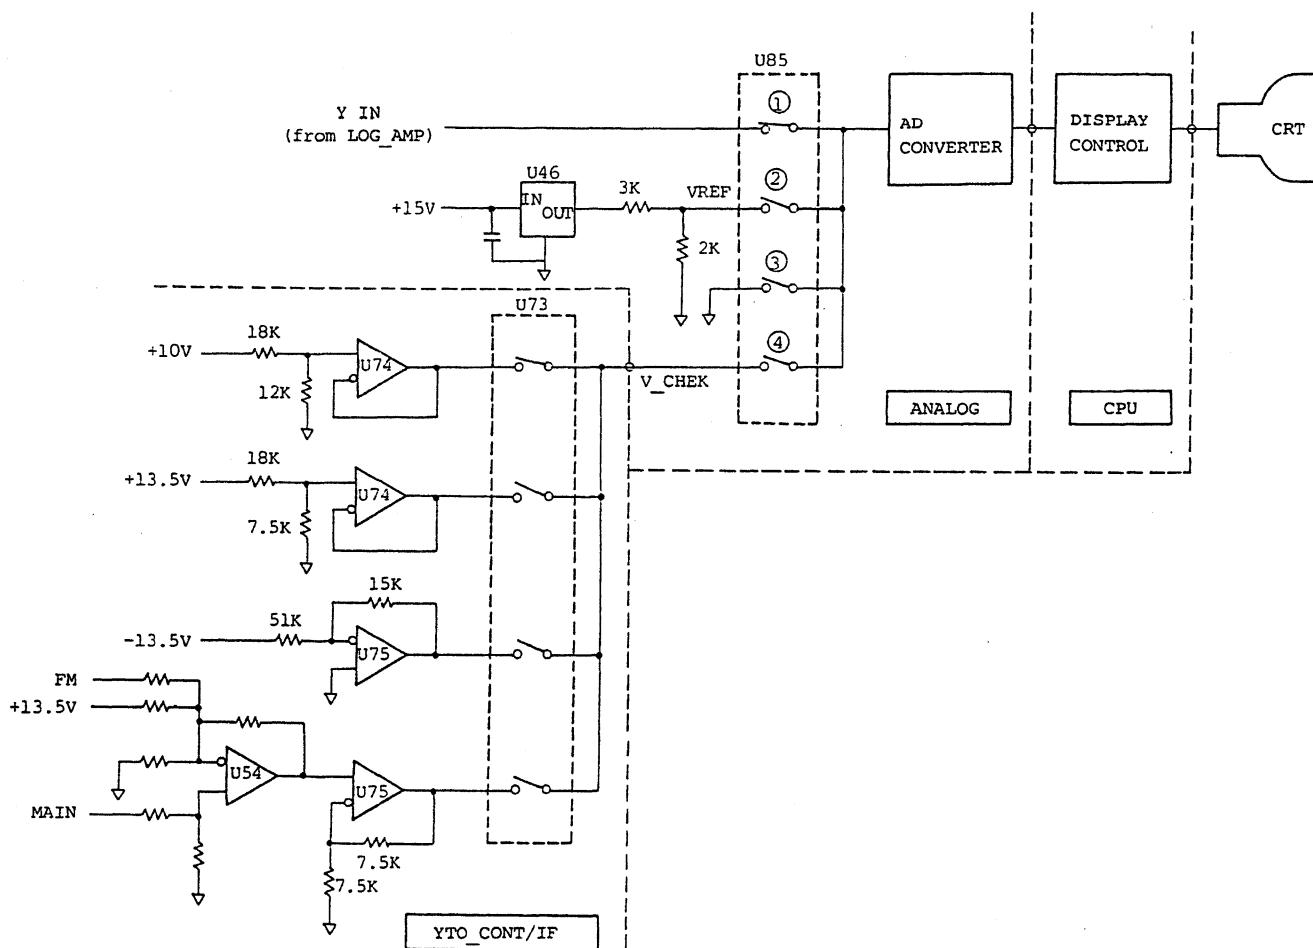 U85
①
Y IN
(from LOG_AMP)
AD
CONVERTER
DISPLAY
CONTROL
CRT
U46
②
3K
VREF
+15V
IN
OUT
2K
③
U73
④
18K
+10V
U74
12K
V_CHEK
ANALOG
CPU
18K
+13.5V
U74
7.5K
15K
51K
-13.5V
U75
FM
+13.5V
U54
U75
MAIN
7.5K
7.5K
YTO_CONT/IF